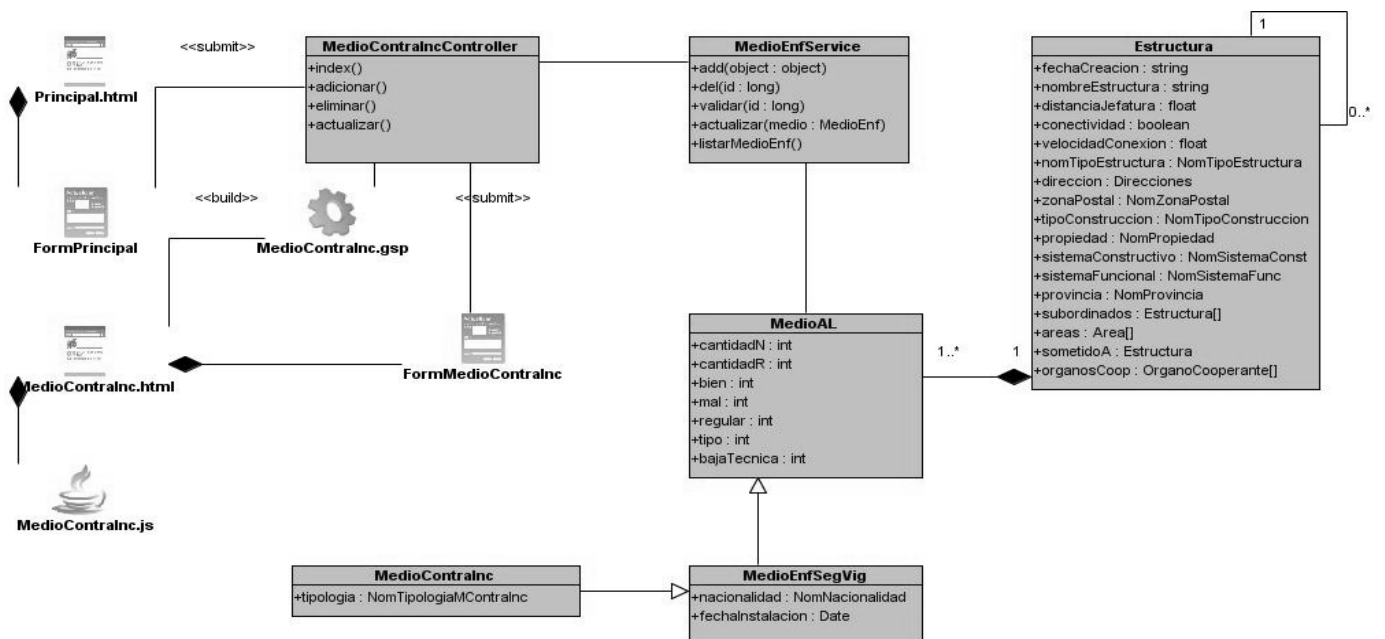 <<submit>>
Principal.html
FormPrincipal
<<build>>
MedioContraInc.gsp
<<submit>>
MedioContraInc.html
FormMedioContraInc
MedioContraInc.js
MedioContraIncController
+index()
+adicionar()
+eliminar()
+actualizar()
MedioEnfService
+add(object : object)
+del(id : long)
+validar(id : long)
+actualizar(medio : MedioEnf)
+listarMedioEnf()
1
0..*
Estructura
+fechaCreacion : string
+nombreEstructura : string
+distanciaJefatura : float
+conectividad : boolean
+velocidadConexion : float
+nomTipoEstructura : NomTipoEstructura
+direccion : Direcciones
+zonaPostal : NomZonaPostal
+tipoConstruccion : NomTipoConstruccion
+propiedad : NomPropiedad
+sistemaConstructivo : NomSistemaConst
+sistemaFuncional : NomSistemaFunc
+provincia : NomProvincia
+subordinados : Estructura[]
+areas : Area[]
+sometidoA : Estructura
+organosCoop : OrganoCooperante[]
MedioAL
+cantidadN : int
+cantidadR : int
+bien : int
+mal : int
+regular : int
+tipo : int
+bajaTecnica : int
1..*
1
MedioContraInc
+tipologia : NomTipologiaMContraInc
MedioEnfSegVig
+nacionalidad : NomNacionalidad
+fechaInstalacion : Date